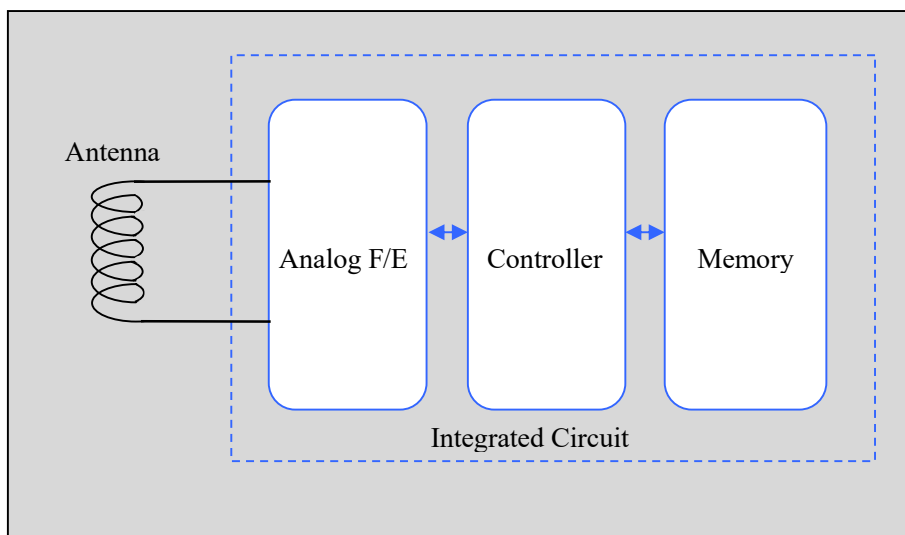 Antenna
Analog F/E
Controller
Memory
Integrated Circuit